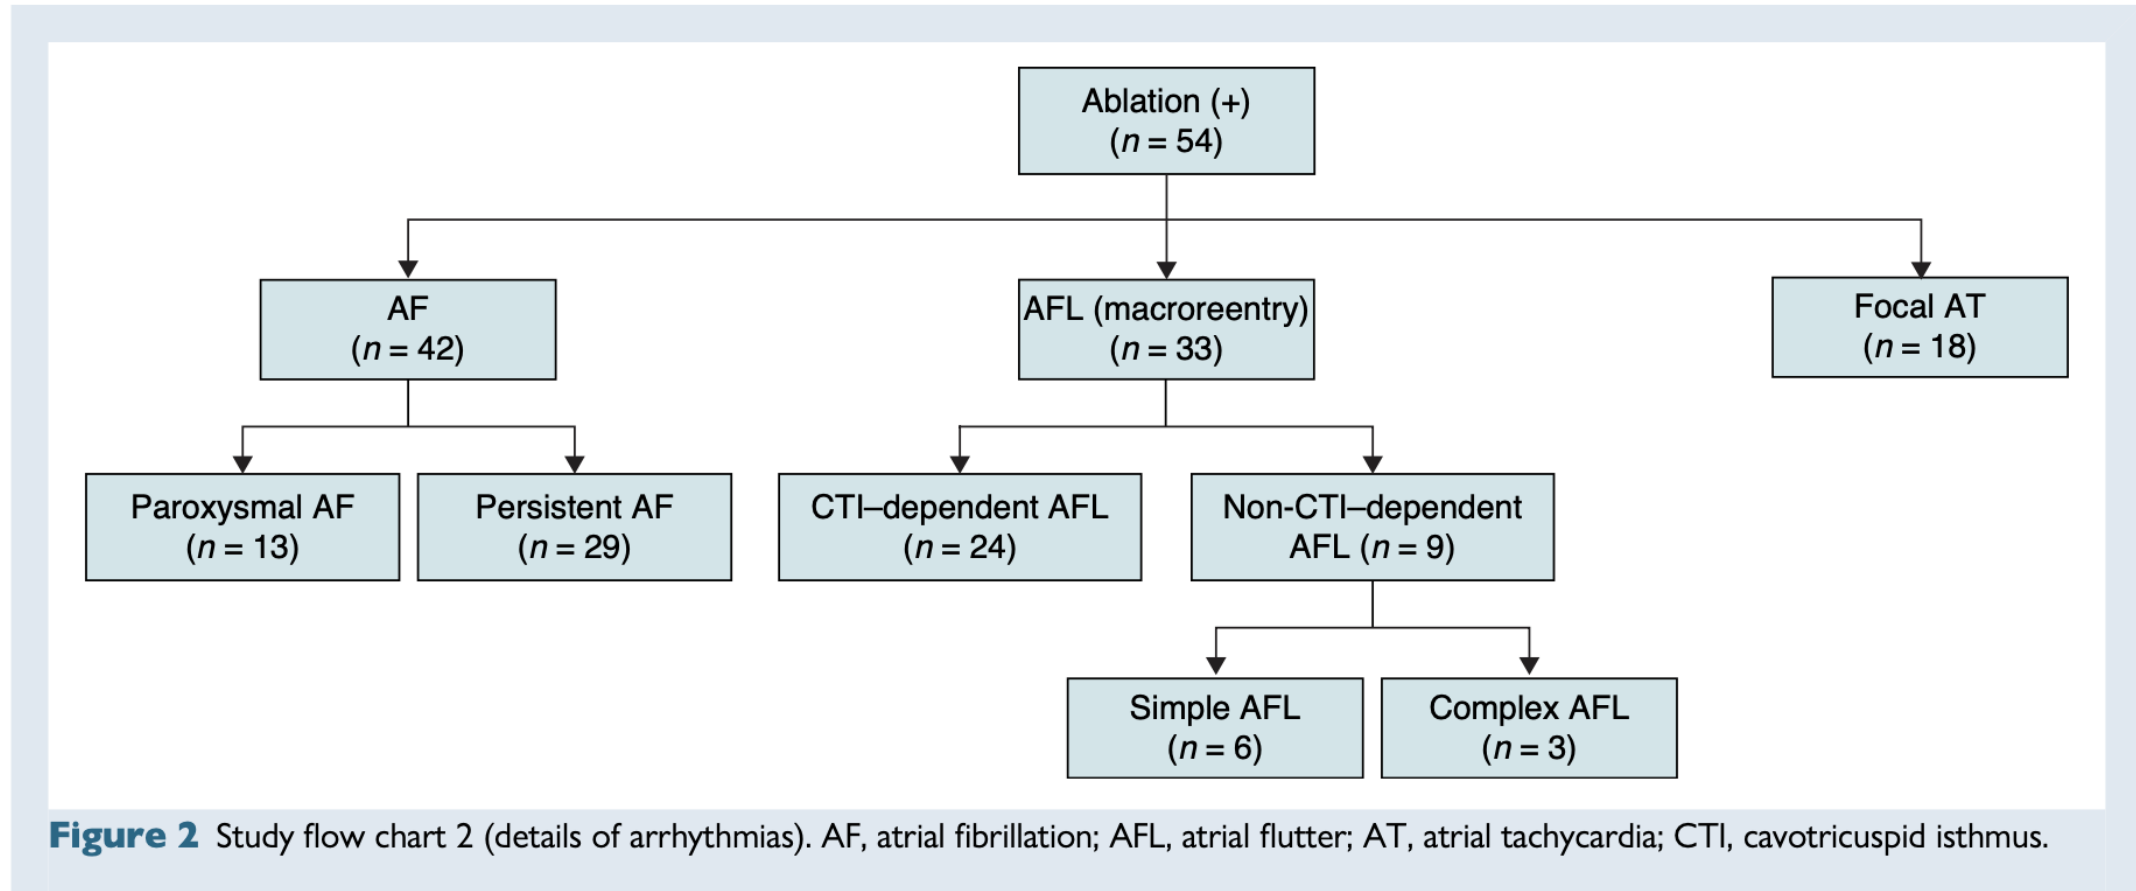 Ablation (+)
(n = 54)
AF
(n = 42)
AFL (macroreentry)
(n = 33)
Focal AT
(n = 18)
Paroxysmal AF
(n = 13)
Persistent AF
(n = 29)
CTI–dependent AFL
(n = 24)
Non-CTI–dependent
AFL (n = 9)
Simple AFL
(n = 6)
Complex AFL
(n = 3)
Figure 2 Study flow chart 2 (details of arrhythmias). AF, atrial fibrillation; AFL, atrial flutter; AT, atrial tachycardia; CTI, cavotricuspid isthmus.